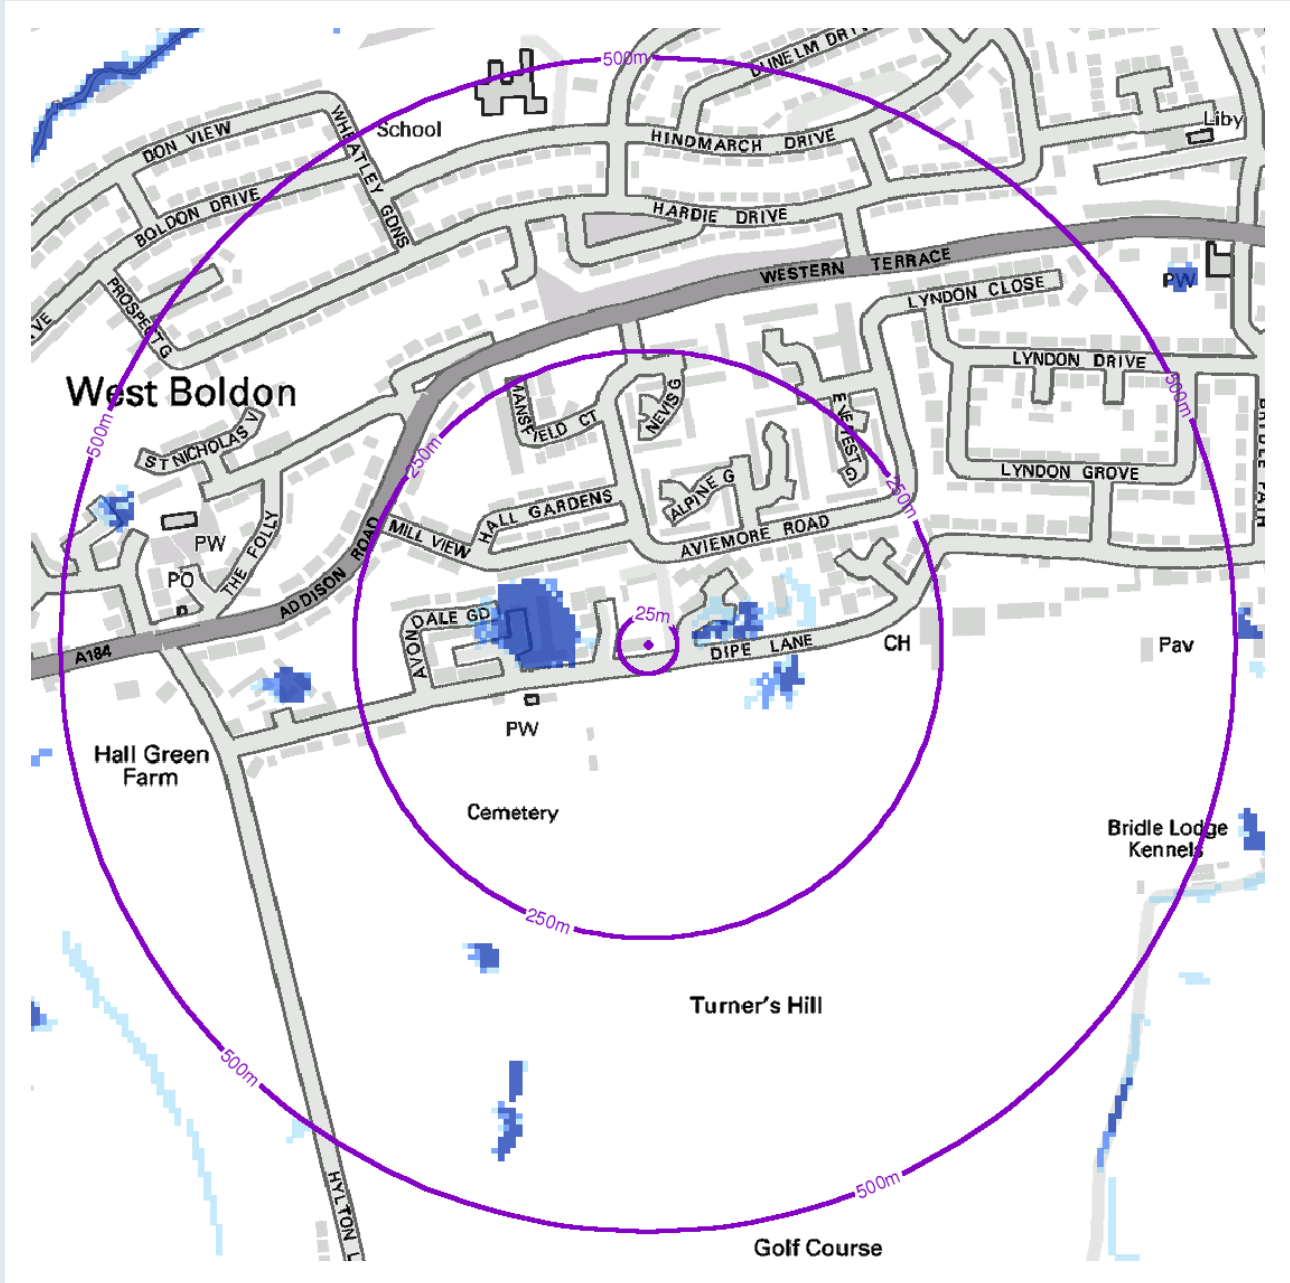 500m
DUNELM DRI
School
HINDMARCH DRIVE
Liby
WHEATLEY GDNS
DON VIEW
BOLDON DRIVE
HARDIE DRIVE
WESTERN TERRACE
PW
PROSPECT G
VE
LYNDON CLOSE
LYNDON DRIVE
West Boldon
500m
500m
MANSFIELD CT
NEVIS G
EVEREST G
BRIDLE PATH
ST NICHOLAS V
250m
250m
ALPINE G
LYNDON GROVE
HALL GARDENS
MILL VIEW
AVIEMORE ROAD
PW
THE FOLLY
PO
ADDISON ROAD
25m
AVONDALE GD
DIPE LANE
CH
Pav
A184
PW
Hall Green
Farm
Cemetery
Bridle Lodge
Kennels
250m
Turner's Hill
500m
500m
HYLTON L
Golf Course